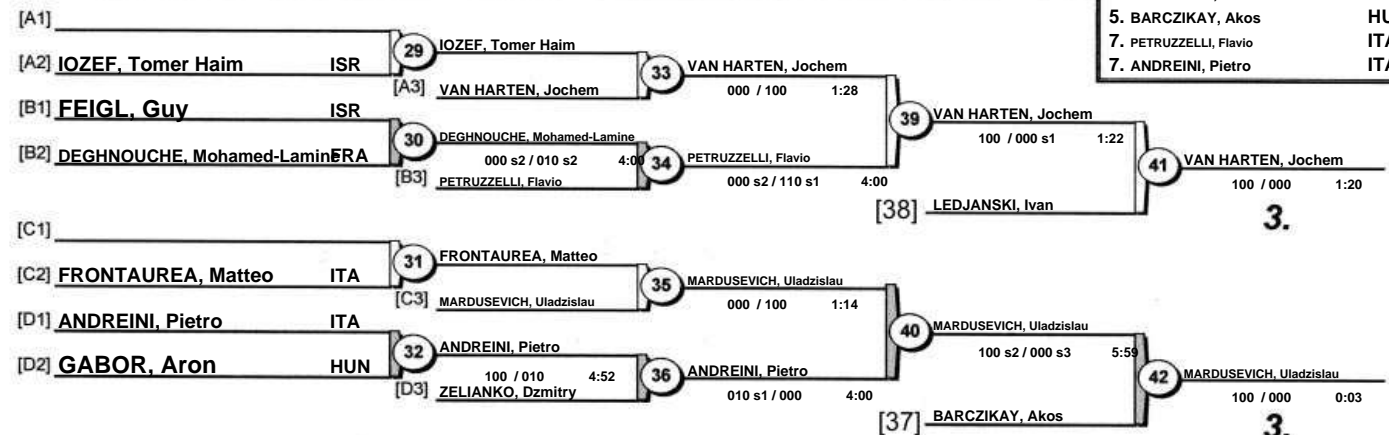 5. BARCZIKAY, Akos HU
7. PETRUZZELLI, Flavio ITA
7. ANDREINI, Pietro ITA
[A1]
[A2] IOZEF, Tomer Haim ISR
29
IOZEF, Tomer Haim
[A3] VAN HARTEN, Jochem
33
VAN HARTEN, Jochem
000 / 100 1:28
[B1] FEIGL, Guy ISR
[B2] DEGHNOUCHE, Mohamed-Lamine FRA
30
DEGHNOUCHE, Mohamed-Lamine
000 s2 / 010 s2 4:00
[B3] PETRUZZELLI, Flavio
34
PETRUZZELLI, Flavio
000 s2 / 110 s1 4:00
39
VAN HARTEN, Jochem
100 / 000 s1 1:22
[38] LEDJANSKI, Ivan
41
VAN HARTEN, Jochem
100 / 000 1:20
3.
[C1]
[C2] FRONTAUREA, Matteo ITA
31
FRONTAUREA, Matteo
[C3] MARDUSEVICH, Uladzislau
35
MARDUSEVICH, Uladzislau
000 / 100 1:14
[D1] ANDREINI, Pietro ITA
[D2] GABOR, Aron HUN
32
ANDREINI, Pietro
100 / 010 4:52
[D3] ZELIANKO, Dzmitry
36
ANDREINI, Pietro
010 s1 / 000 4:00
40
MARDUSEVICH, Uladzislau
100 s2 / 000 s3 5:59
[37] BARCZIKAY, Akos
42
MARDUSEVICH, Uladzislau
100 / 000 0:03
3.